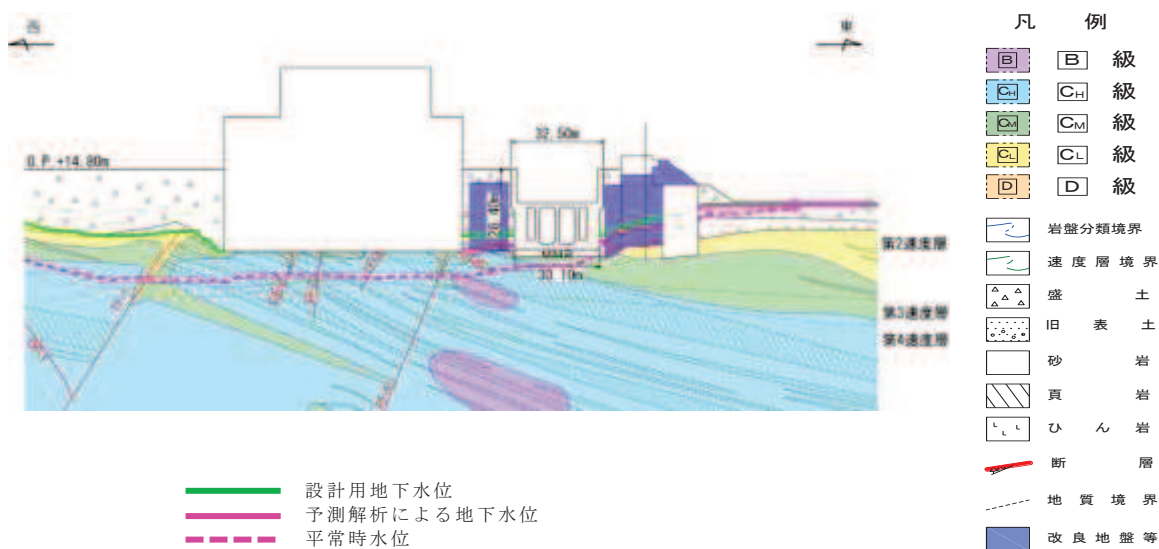 西
東
32.50m
O.P.+14.80m
28.40m
33.10m
第2速度層
第3速度層
第4速度層
設計用地下水位
予測解析による地下水位
平常時水位
凡 例
B B 級
CH CH 級
CM CM 級
CL CL 級
D D 級
岩盤分類境界
速度層境界
盛 土
旧 表 土
砂 岩
頁 岩
ひ ん 岩
断 層
地 質 境 界
改良地盤等